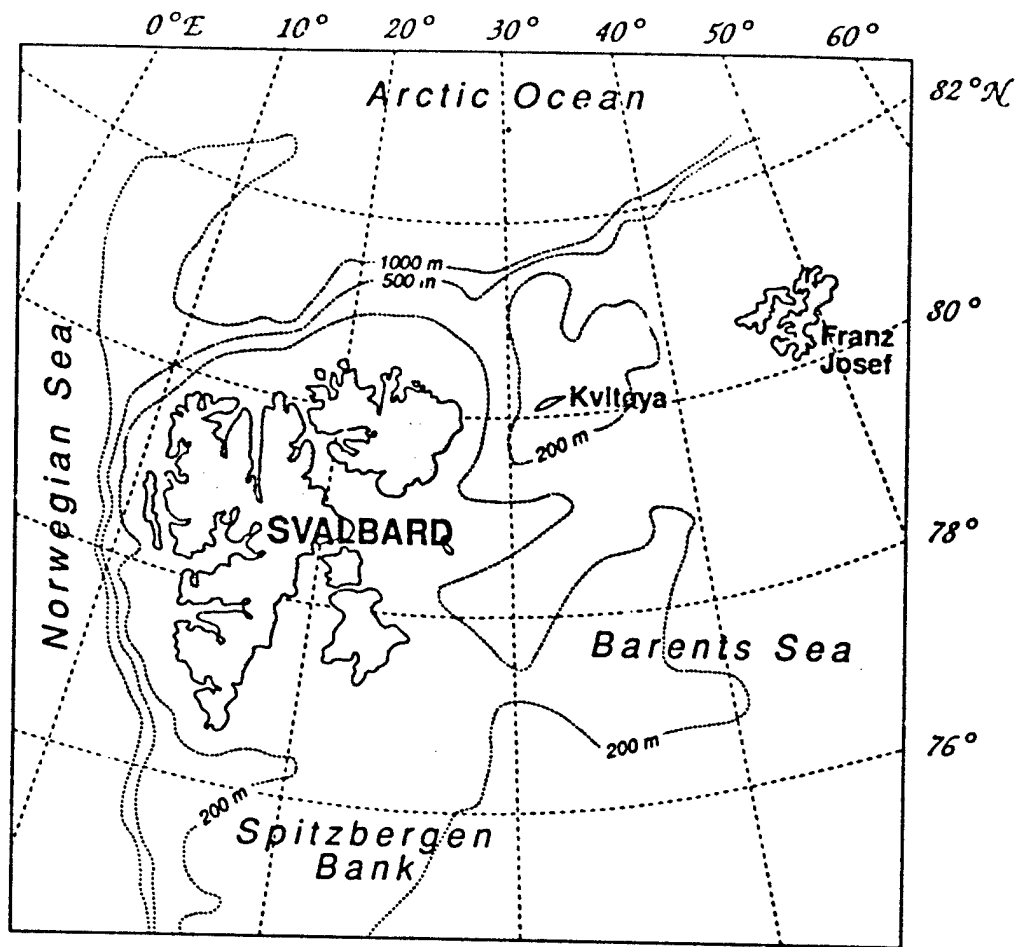 0°E 10° 20° 30° 40° 50° 60°
Arctic Ocean
82°N
1000 m
500 m
80°
Franz
Josef
Norwegian Sea
Kvitøya
200 m
SVALBARD
78°
Barents Sea
200 m
76°
200 m
Spitzbergen
Bank